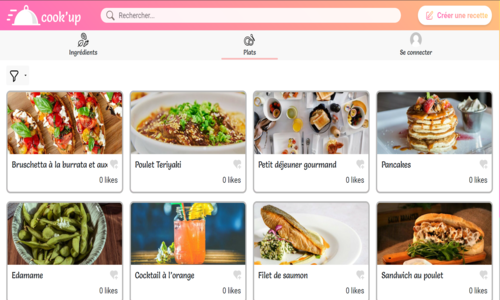 cook'up
Rechercher...
Créer une recette
Ingrédients
Plats
Se connecter
Bruschetta à la burrata et aux
0 likes
Poulet Teriyaki
0 likes
Petit déjeuner gourmand
0 likes
Pancakes
0 likes
Edamame
0 likes
Cocktail à l'orange
0 likes
Filet de saumon
0 likes
Sandwich au poulet
0 likes